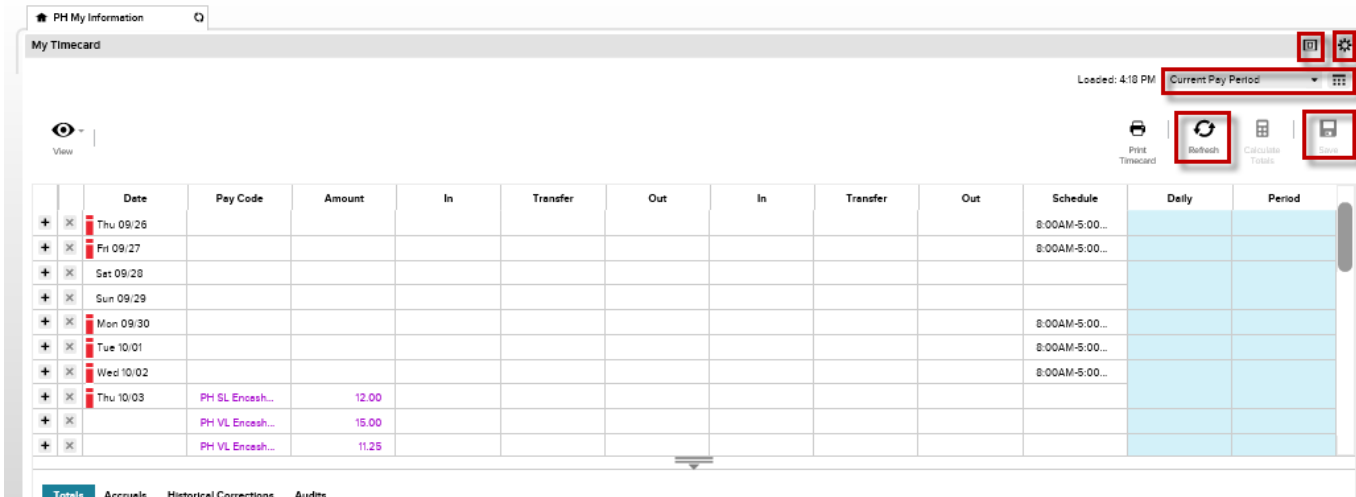 PH My Information
My Timecard
Loaded: 4:18 PM Current Pay Period
View
Print Timecard Refresh Calculate Totals Save
Date Pay Code Amount In Transfer Out In Transfer Out Schedule Daily Period
+ × Thu 09/26 8:00AM-5:00...
+ × Fri 09/27 8:00AM-5:00...
+ × Sat 09/28
+ × Sun 09/29
+ × Mon 09/30 8:00AM-5:00...
+ × Tue 10/01 8:00AM-5:00...
+ × Wed 10/02 8:00AM-5:00...
+ × Thu 10/03 PH SL Encash... 12.00
+ × PH VL Encash... 15.00
+ × PH VL Encash... 11.25
Totals Accruals Historical Corrections Audits